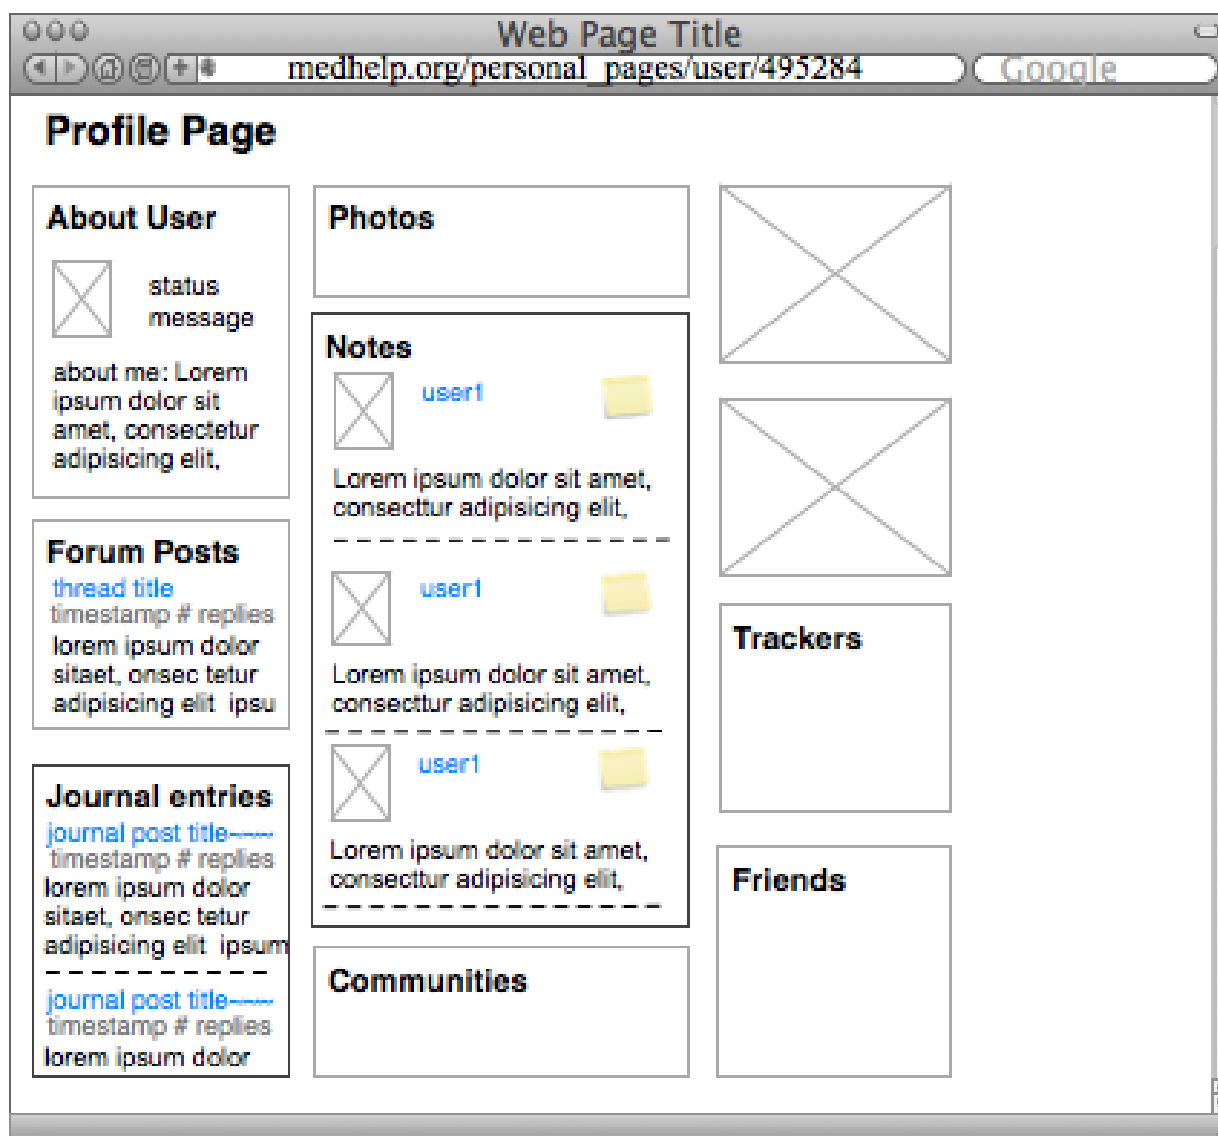 Web Page Title
medhelp.org/personal_pages/user/495284
Google
Profile Page
About User
status
message
about me: Lorem
ipsum dolor sit
amet, consectetur
adipisicing elit,
Forum Posts
thread title
timestamp # replies
lorem ipsum dolor
sitaet, onsec tetur
adipisicing elit ipsu
Journal entries
journal post title~~~
timestamp # replies
lorem ipsum dolor
sitaet, onsec tetur
adipisicing elit ipsum
journal post title~~~
timestamp # replies
lorem ipsum dolor
Photos
Notes
user1
Lorem ipsum dolor sit amet,
consecttur adipisicing elit,
user1
Lorem ipsum dolor sit amet,
consecttur adipisicing elit,
user1
Lorem ipsum dolor sit amet,
consecttur adipisicing elit,
Communities
Trackers
Friends